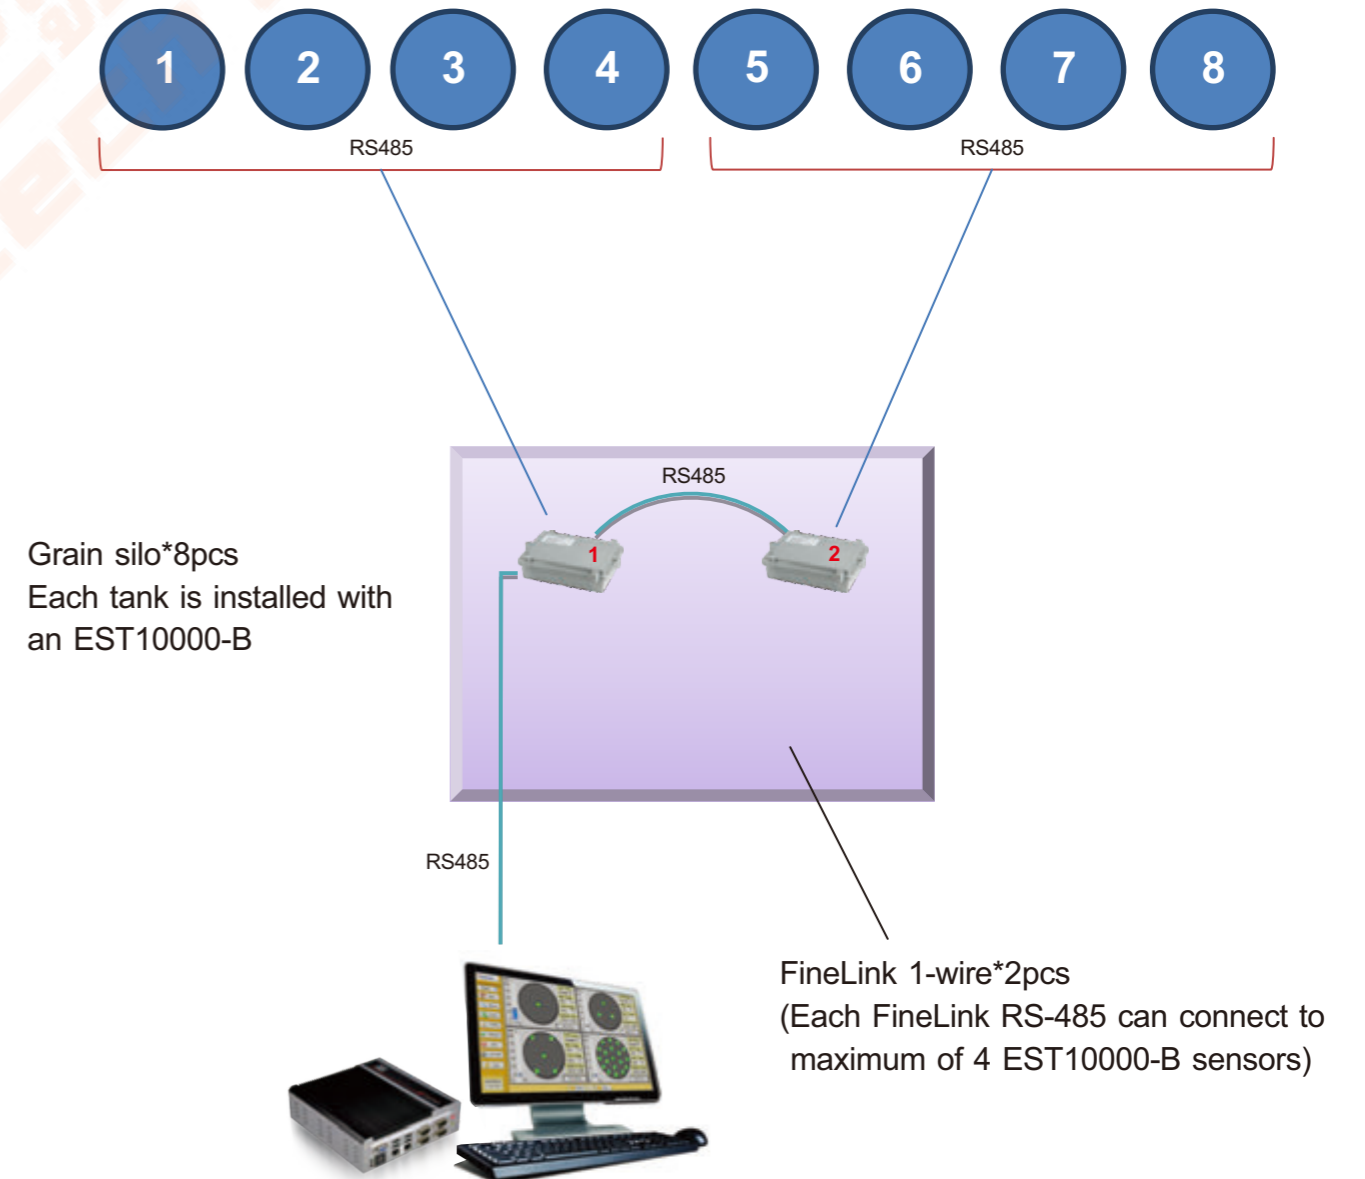 1 2 3 4 5 6 7 8
RS485 RS485
RS485
1 2
Grain silo*8pcs
Each tank is installed with
an EST10000-B
RS485
FineLink 1-wire*2pcs
(Each FineLink RS-485 can connect to
maximum of 4 EST10000-B sensors)